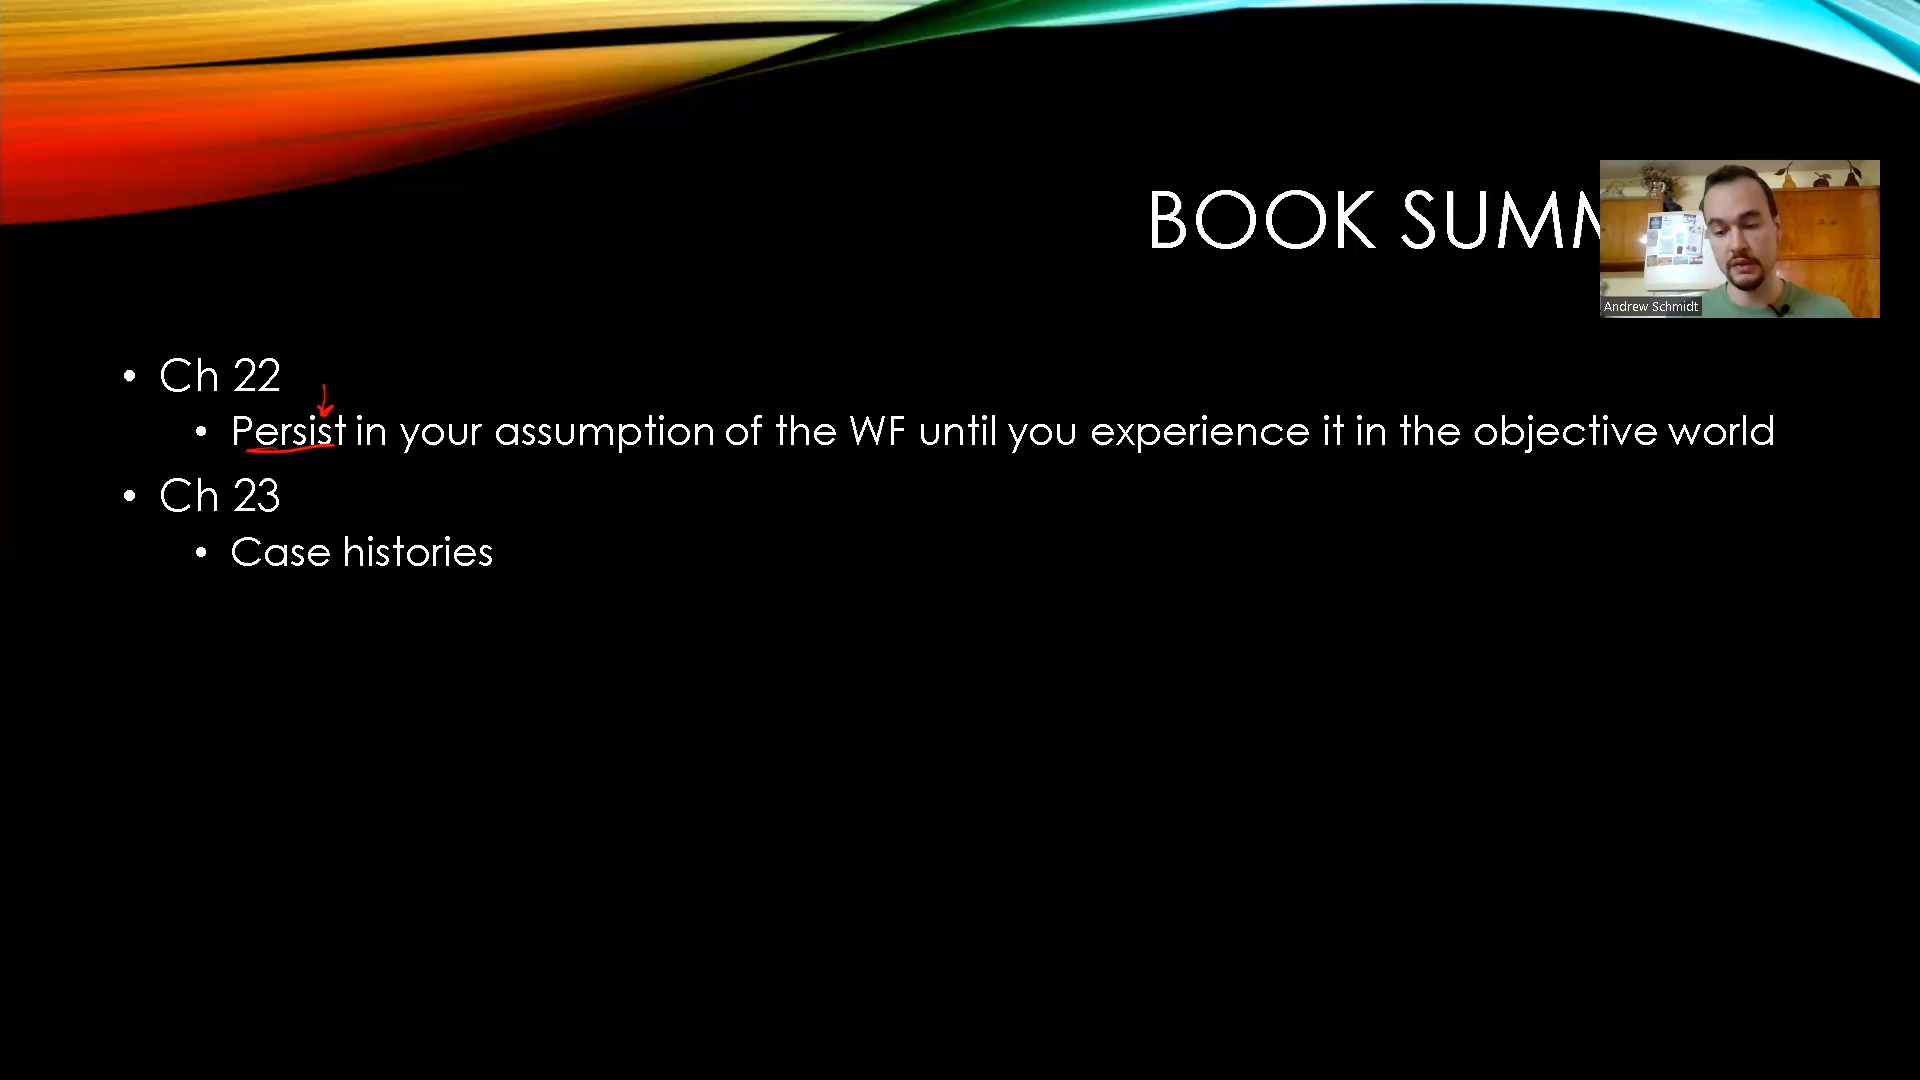 BOOK SUMM
Andrew Schmidt
• Ch 22
• Persist in your assumption of the WF until you experience it in the objective world
• Ch 23
• Case histories